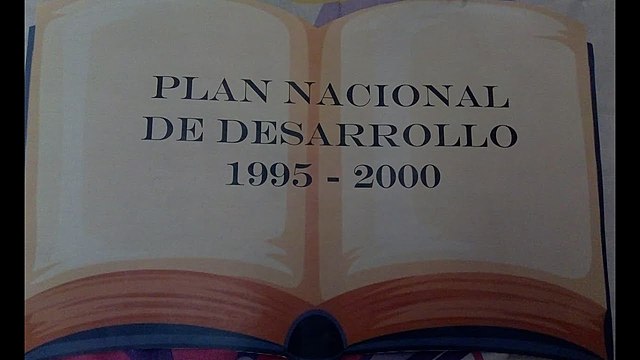 PLAN NACIONAL
DE DESARROLLO
1995 - 2000